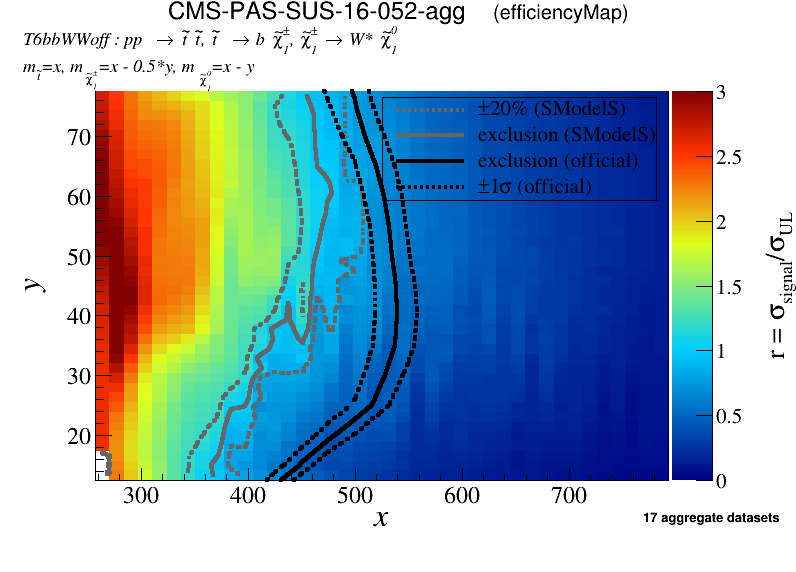 CMS-PAS-SUS-16-052-agg (efficiencyMap)
T6bbWWoff : pp → t̃ t̃, t̃ → b χ̃₁±, χ̃₁± → W* χ̃₁⁰
m_t̃=x, m_χ̃₁±=x - 0.5*y, m_χ̃₁⁰=x - y
±20% (SModelS)
exclusion (SModelS)
exclusion (official)
±1σ (official)
70
60
50
40
30
20
y
300 400 500 600 700
x
3
2.5
2
1.5
1
0.5
0
r = σ_signal/σ_UL
17 aggregate datasets